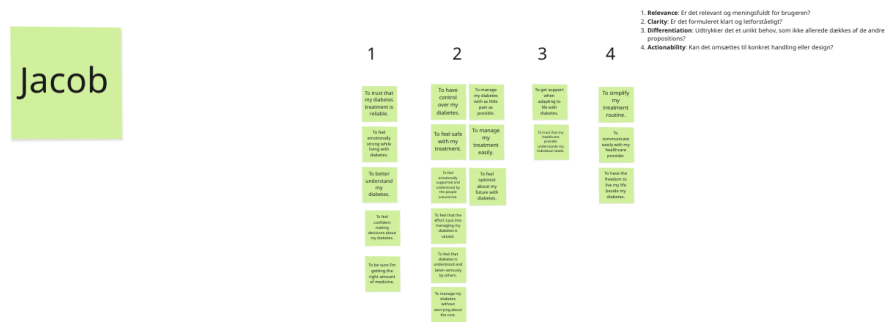 Jacob
1. Relevance: Er det relevant og meningsfuldt for brugeren?
2. Clarity: Er det formuleret klart og letforståeligt?
3. Differentiation: Udtrykker det et unikt behov, som ikke allerede dækkes af de andre
propositions?
4. Actionability: Kan det omsættes til konkret handling eller design?
1
2
3
4
To trust that
my diabetes
treatment is
reliable.
To feel
emotionally
strong while
living with
diabetes.
To better
understand
my
diabetes.
To feel
confident
making
decisions about
my diabetes.
To be sure I'm
getting the
right amount
of medicine.
To have
control
over my
diabetes.
To manage
my diabetes
with as little
pain as
possible.
To feel safe
with my
treatment.
To manage
my
treatment
easily.
To feel
emotionally
supported and
understood by
the people
around me.
To feel
optimistic
about my
future with
diabetes.
To feel that the
effort I put into
managing my
diabetes is
valued.
To feel that
diabetes is
understood and
taken seriously
by others.
To manage my
diabetes
without
worrying about
the cost.
To get support
when
adapting to
life with
diabetes.
To trust that my
healthcare
provider
understands my
individual needs.
To simplify
my
treatment
routine.
To
communicate
easily with my
healthcare
provider.
To have the
freedom to
live my life
beside my
diabetes.